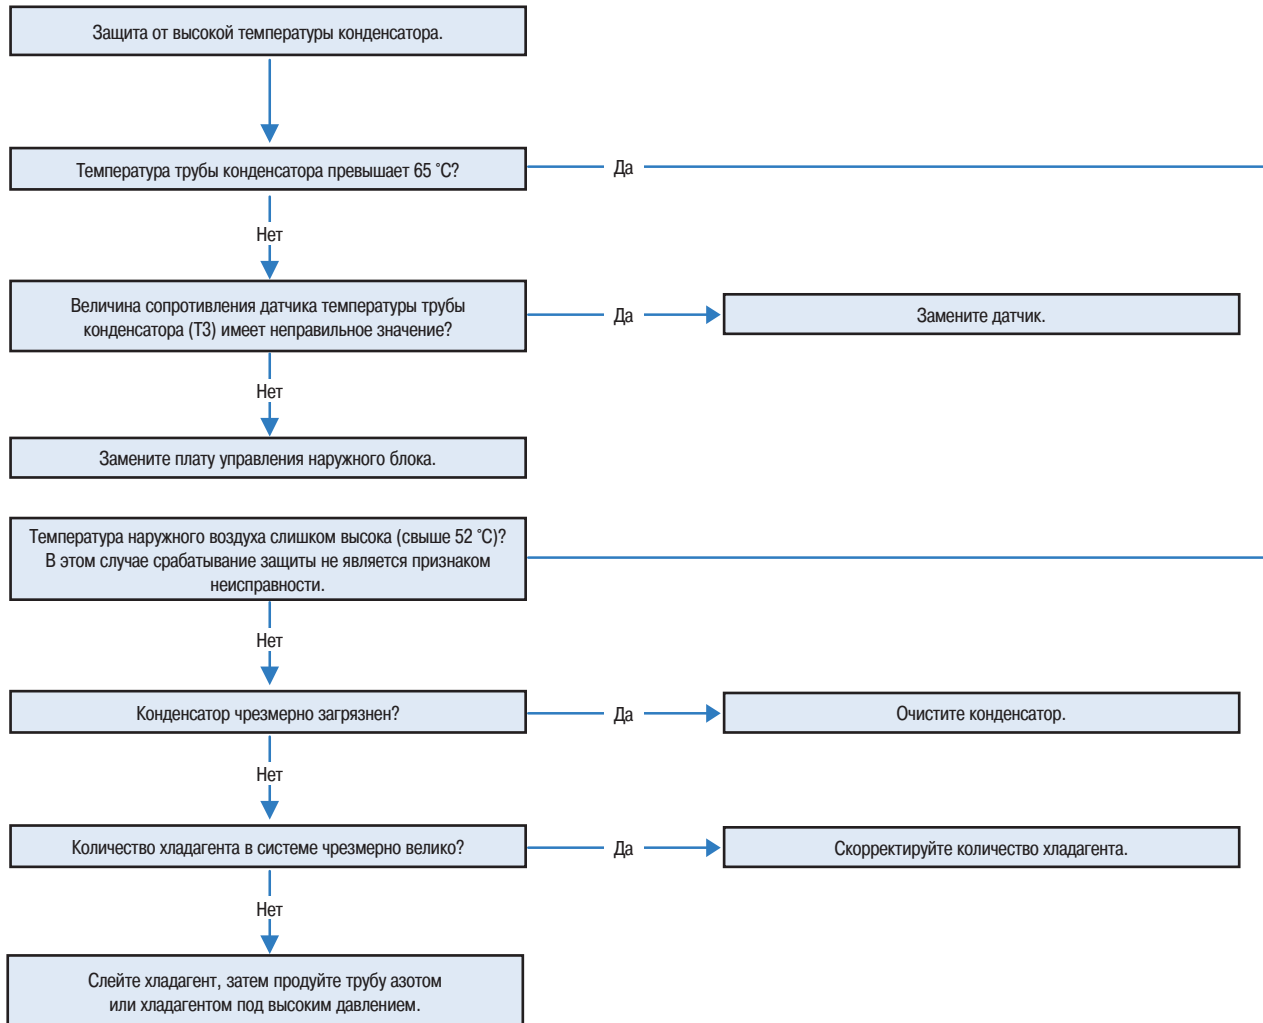 Защита от высокой температуры конденсатора.
Температура трубы конденсатора превышает 65 ˚C?
Да
Нет
Величина сопротивления датчика температуры трубы
конденсатора (T3) имеет неправильное значение?
Да
Замените датчик.
Нет
Замените плату управления наружного блока.
Температура наружного воздуха слишком высока (свыше 52 ˚C)?
В этом случае срабатывание защиты не является признаком
неисправности.
Нет
Конденсатор чрезмерно загрязнен?
Да
Очистите конденсатор.
Нет
Количество хладагента в системе чрезмерно велико?
Да
Скорректируйте количество хладагента.
Нет
Слейте хладагент, затем продуйте трубу азотом
или хладагентом под высоким давлением.